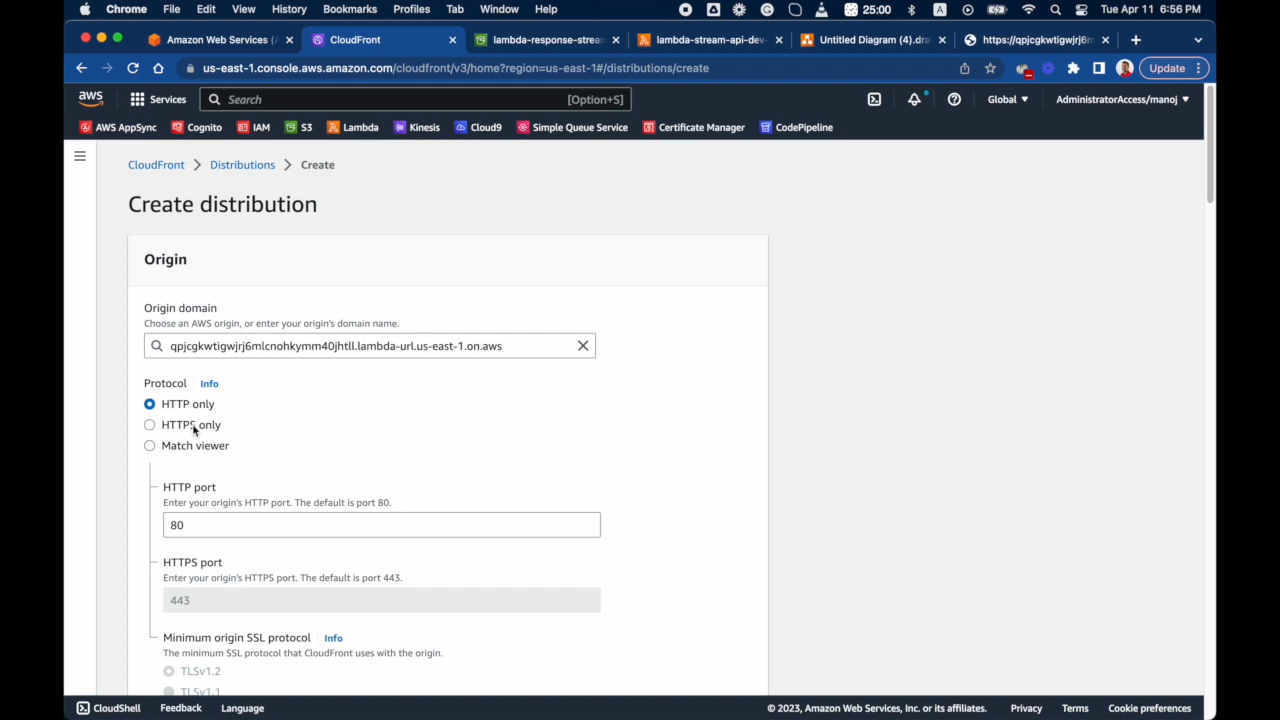 Chrome File Edit View History Bookmarks Profiles Tab Window Help 25:00 A Tue Apr 11 6:56 PM
Amazon Web Services (A CloudFront lambda-response-stream lambda-stream-api-dev- Untitled Diagram (4).dra https://qpjcgkwtigwjrj6m
us-east-1.console.aws.amazon.com/cloudfront/v3/home?region=us-east-1#/distributions/create Update
aws Services Search [Option+S] Global AdministratorAccess/manoj
AWS AppSync Cognito IAM S3 Lambda Kinesis Cloud9 Simple Queue Service Certificate Manager CodePipeline
CloudFront Distributions Create
Create distribution
Origin
Origin domain
Choose an AWS origin, or enter your origin's domain name.
qpjcgkwtigwjrj6mlcnohkymm40jhtll.lambda-url.us-east-1.on.aws
Protocol Info
HTTP only
HTTPS only
Match viewer
HTTP port
Enter your origin's HTTP port. The default is port 80.
80
HTTPS port
Enter your origin's HTTPS port. The default is port 443.
443
Minimum origin SSL protocol Info
The minimum SSL protocol that CloudFront uses with the origin.
TLSv1.2
TLSv1.1
CloudShell Feedback Language © 2023, Amazon Web Services, Inc. or its affiliates. Privacy Terms Cookie preferences